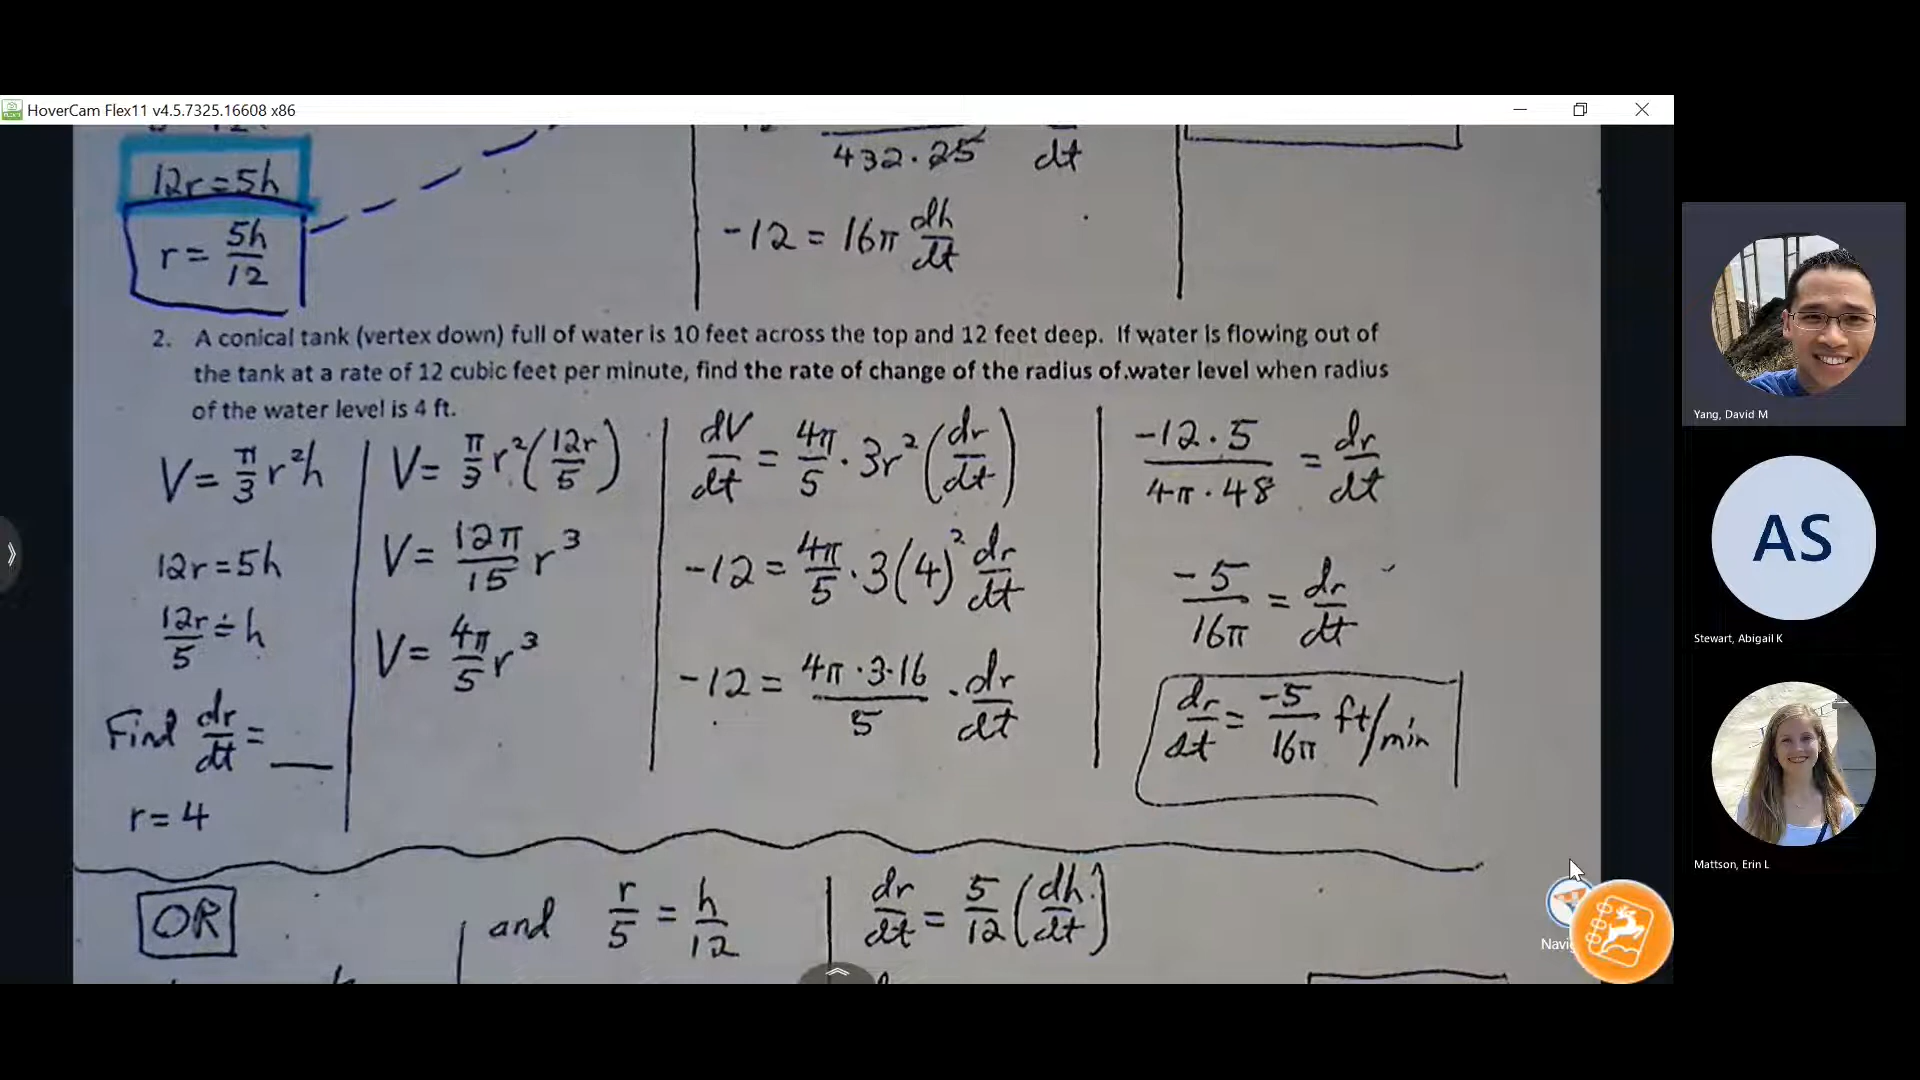 HoverCam Flex11 v4.5.7325.16608 x86
12r=5h
r= 5h/12
432·25 dt
-12 = 16π dh/dt
2. A conical tank (vertex down) full of water is 10 feet across the top and 12 feet deep. If water is flowing out of
the tank at a rate of 12 cubic feet per minute, find the rate of change of the radius of water level when radius
of the water level is 4 ft.
V= π/3 r²h
12r=5h
12r/5 = h
Find dr/dt = __
r=4
V= π/3 r²(12r/5)
V= 12π/15 r³
V= 4π/5 r³
dV/dt = 4π/5 · 3r² (dr/dt)
-12 = 4π/5 · 3(4)² dr/dt
-12 = 4π·3·16/5 · dr/dt
-12·5/4π·48 = dr/dt
-5/16π = dr/dt
dr/dt = -5/16π ft/min
OR
and r/5 = h/12
dr/dt = 5/12 (dh/dt)
Yang, David M
AS
Stewart, Abigail K
Mattson, Erin L